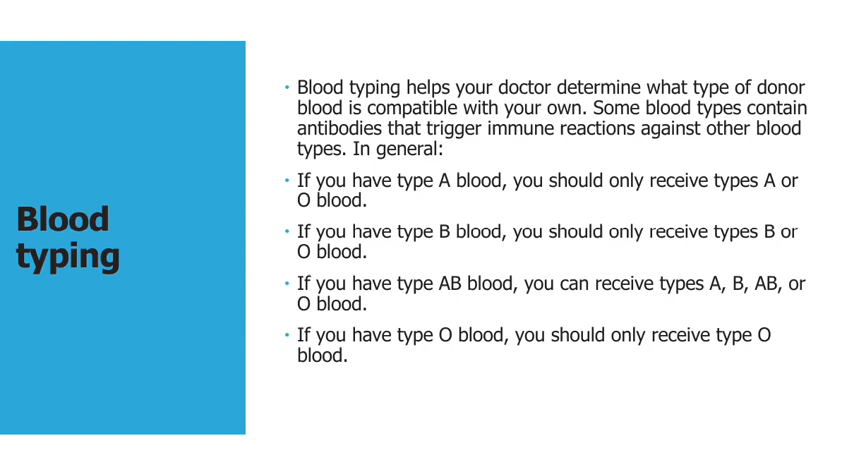 Blood
typing
• Blood typing helps your doctor determine what type of donor
blood is compatible with your own. Some blood types contain
antibodies that trigger immune reactions against other blood
types. In general:
• If you have type A blood, you should only receive types A or
O blood.
• If you have type B blood, you should only receive types B or
O blood.
• If you have type AB blood, you can receive types A, B, AB, or
O blood.
• If you have type O blood, you should only receive type O
blood.